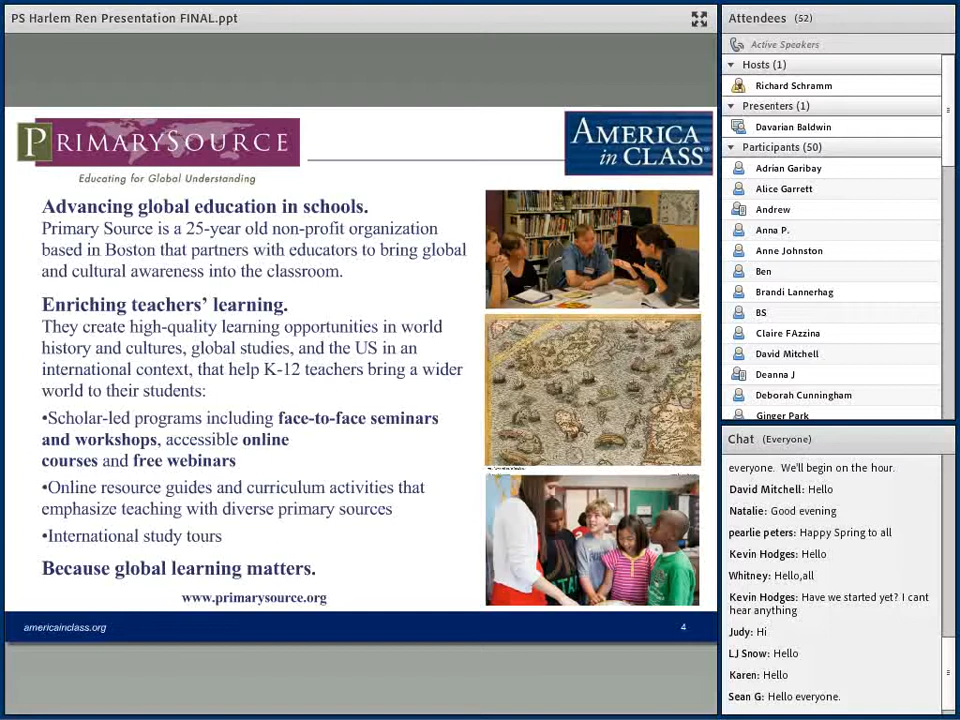 PS Harlem Ren Presentation FINAL.ppt
PRIMARYSOURCE
Educating for Global Understanding
AMERICA
in CLASS®
Advancing global education in schools.
Primary Source is a 25-year old non-profit organization
based in Boston that partners with educators to bring global
and cultural awareness into the classroom.
Enriching teachers’ learning.
They create high-quality learning opportunities in world
history and cultures, global studies, and the US in an
international context, that help K-12 teachers bring a wider
world to their students:
•Scholar-led programs including face-to-face seminars
and workshops, accessible online
courses and free webinars
•Online resource guides and curriculum activities that
emphasize teaching with diverse primary sources
•International study tours
Because global learning matters.
www.primarysource.org
americainclass.org
4
Attendees (52)
Active Speakers
Hosts (1)
Richard Schramm
Presenters (1)
Davarian Baldwin
Participants (50)
Adrian Garibay
Alice Garrett
Andrew
Anna P.
Anne Johnston
Ben
Brandi Lannerhag
BS
Claire FAzzina
David Mitchell
Deanna J
Deborah Cunningham
Ginger Park
Chat (Everyone)
everyone. We'll begin on the hour.
David Mitchell: Hello
Natalie: Good evening
pearlie peters: Happy Spring to all
Kevin Hodges: Hello
Whitney: Hello,all
Kevin Hodges: Have we started yet? I cant
hear anything
Judy: Hi
LJ Snow: Hello
Karen: Hello
Sean G: Hello everyone.